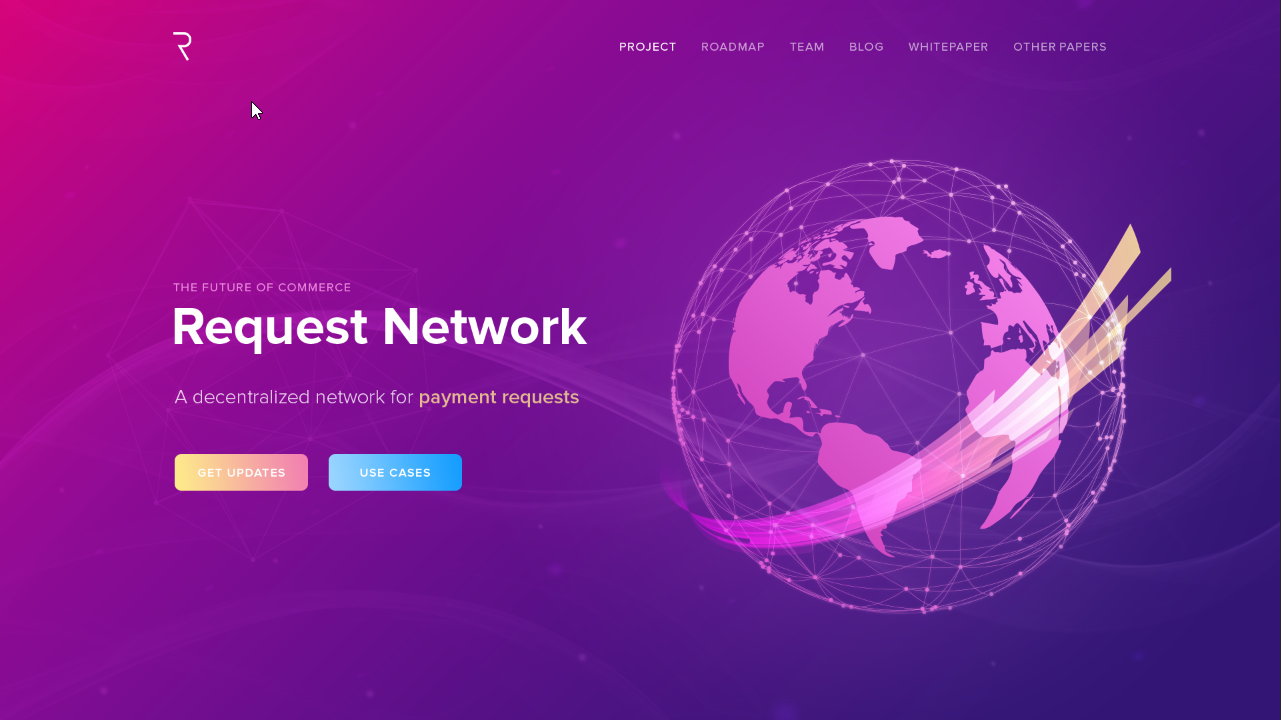 R
PROJECT ROADMAP TEAM BLOG WHITEPAPER OTHER PAPERS
THE FUTURE OF COMMERCE
Request Network
A decentralized network for payment requests
GET UPDATES USE CASES